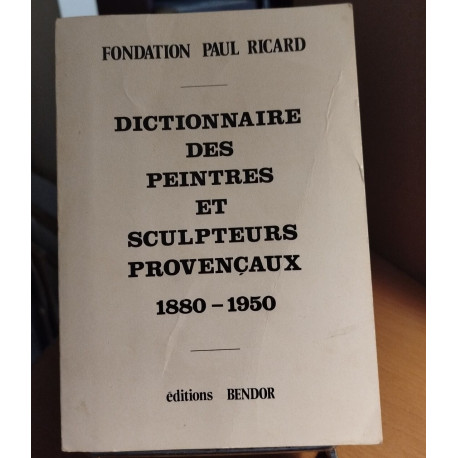 FONDATION PAUL RICARD
DICTIONNAIRE
DES
PEINTRES
ET
SCULPTEURS
PROVENÇAUX
1880 - 1950
éditions BENDOR